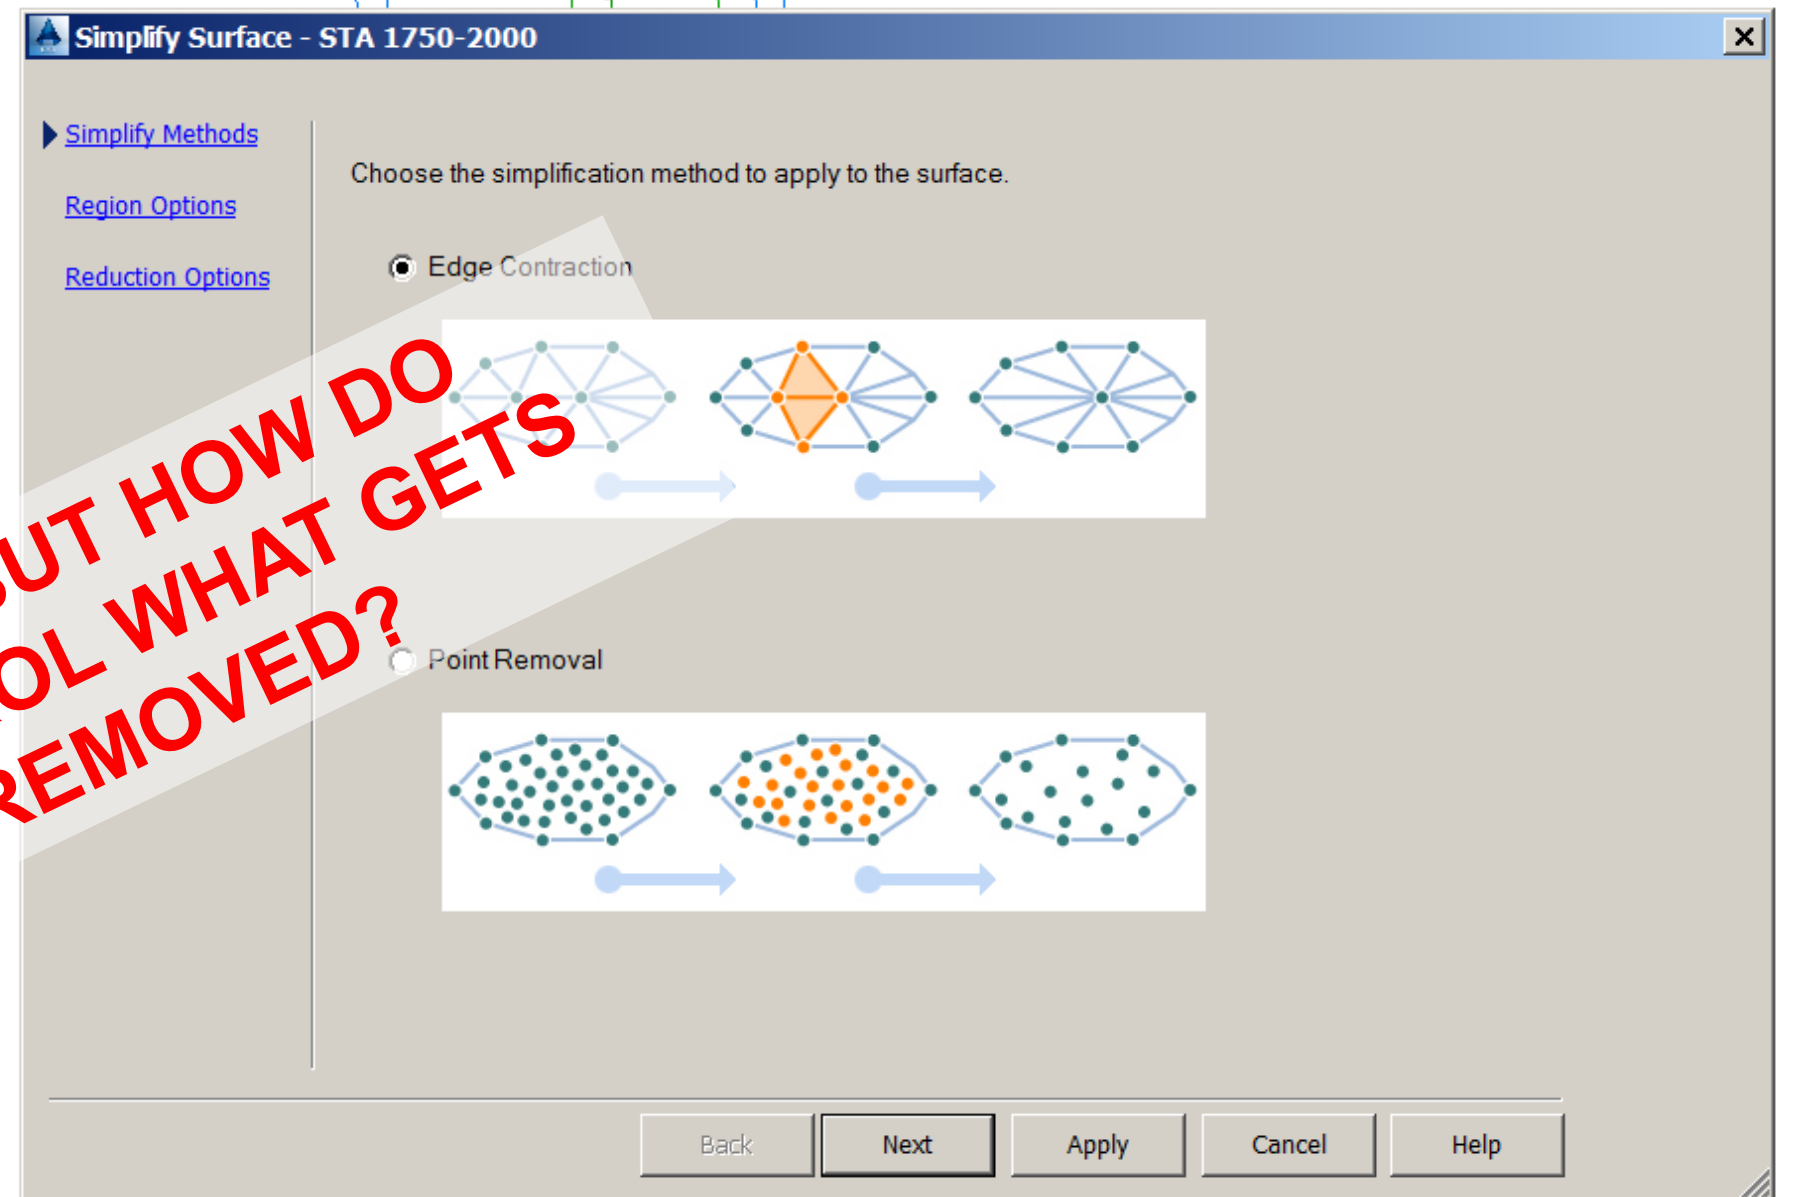 Simplify Surface - STA 1750-2000
Simplify Methods
Region Options
Reduction Options
Choose the simplification method to apply to the surface.
Edge Contraction
UT HOW DO
OL WHAT GETS
REMOVED?
Point Removal
Back
Next
Apply
Cancel
Help